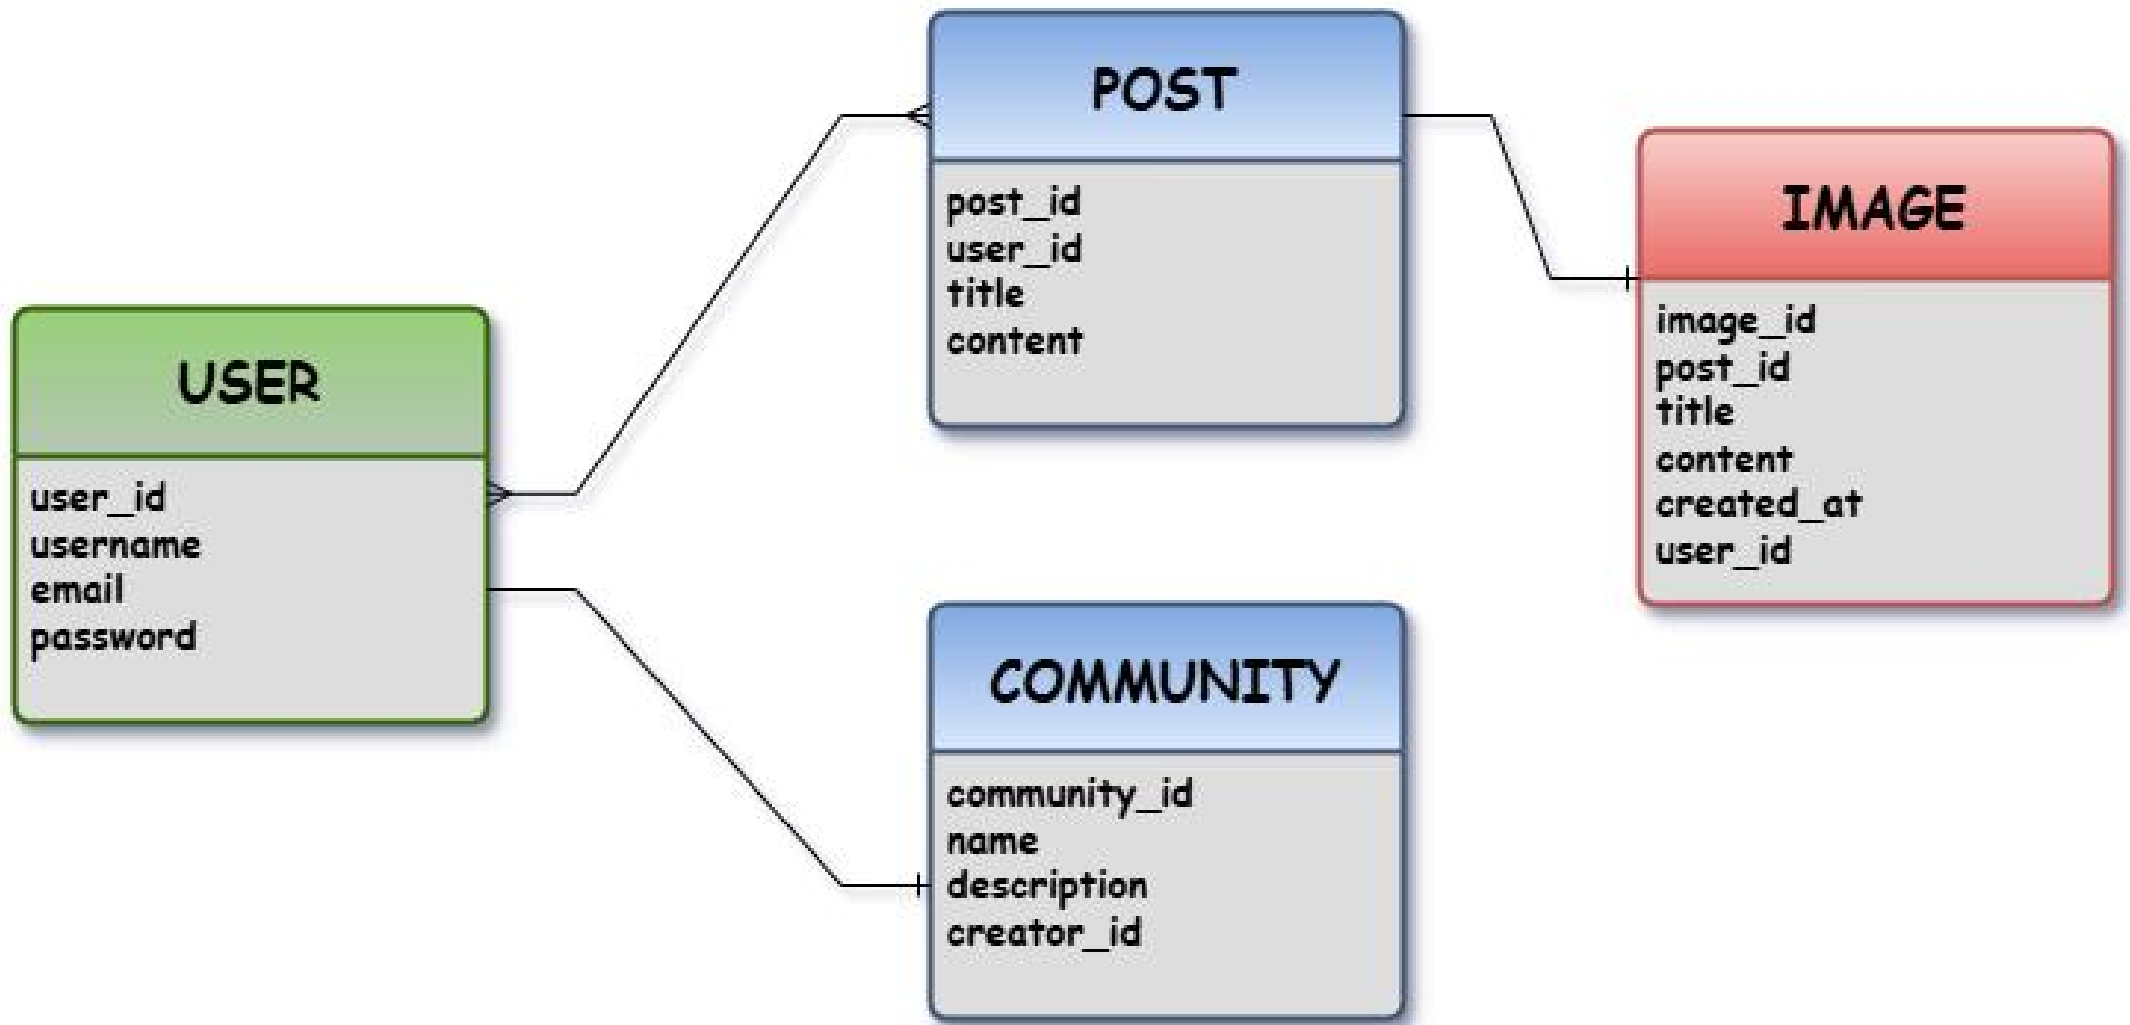 USER
user_id
username
email
password
POST
post_id
user_id
title
content
COMMUNITY
community_id
name
description
creator_id
IMAGE
image_id
post_id
title
content
created_at
user_id